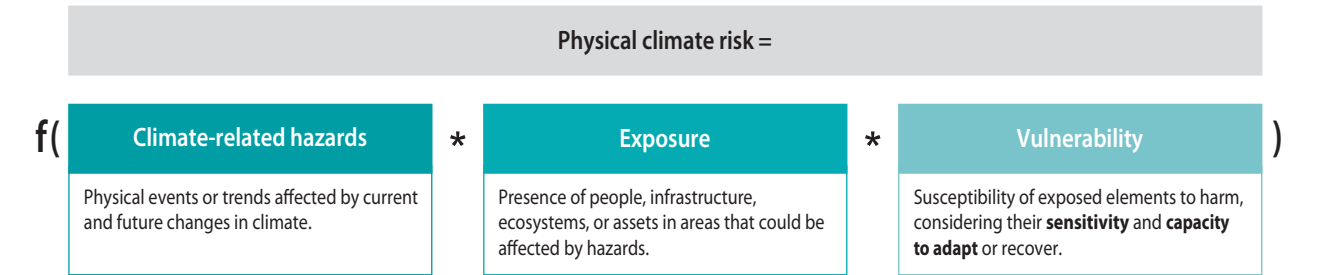 Physical climate risk =
f( Climate-related hazards * Exposure * Vulnerability )
Physical events or trends affected by current
and future changes in climate.
Presence of people, infrastructure,
ecosystems, or assets in areas that could be
affected by hazards.
Susceptibility of exposed elements to harm,
considering their sensitivity and capacity
to adapt or recover.